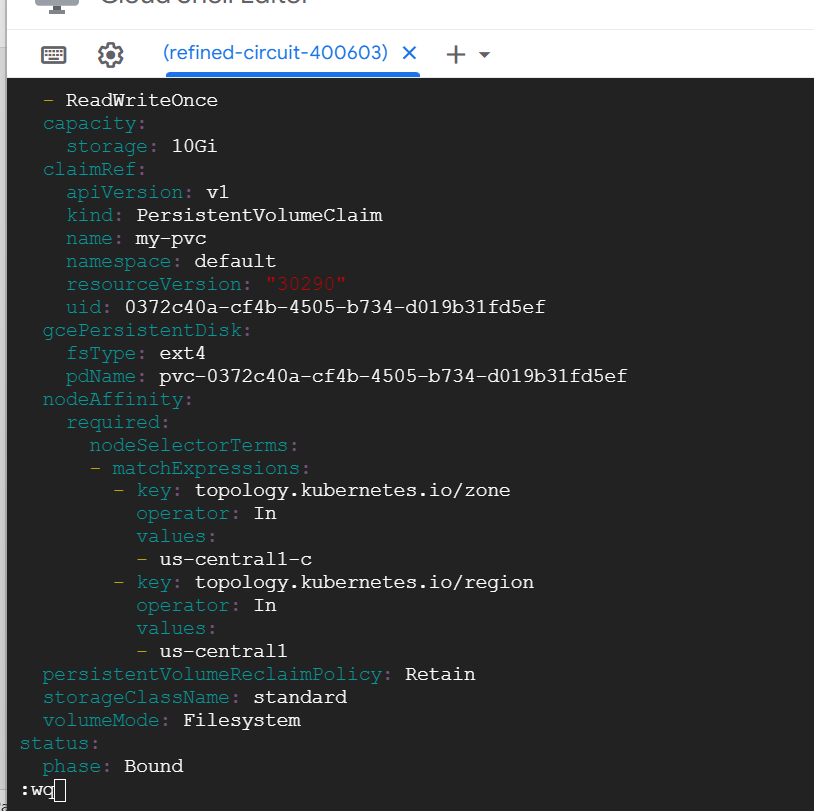 Cloud Shell Editor
(refined-circuit-400603)
- ReadWriteOnce
capacity:
storage: 10Gi
claimRef:
apiVersion: v1
kind: PersistentVolumeClaim
name: my-pvc
namespace: default
resourceVersion: "30290"
uid: 0372c40a-cf4b-4505-b734-d019b31fd5ef
gcePersistentDisk:
fsType: ext4
pdName: pvc-0372c40a-cf4b-4505-b734-d019b31fd5ef
nodeAffinity:
required:
nodeSelectorTerms:
- matchExpressions:
- key: topology.kubernetes.io/zone
operator: In
values:
- us-central1-c
- key: topology.kubernetes.io/region
operator: In
values:
- us-central1
persistentVolumeReclaimPolicy: Retain
storageClassName: standard
volumeMode: Filesystem
status:
phase: Bound
:wq